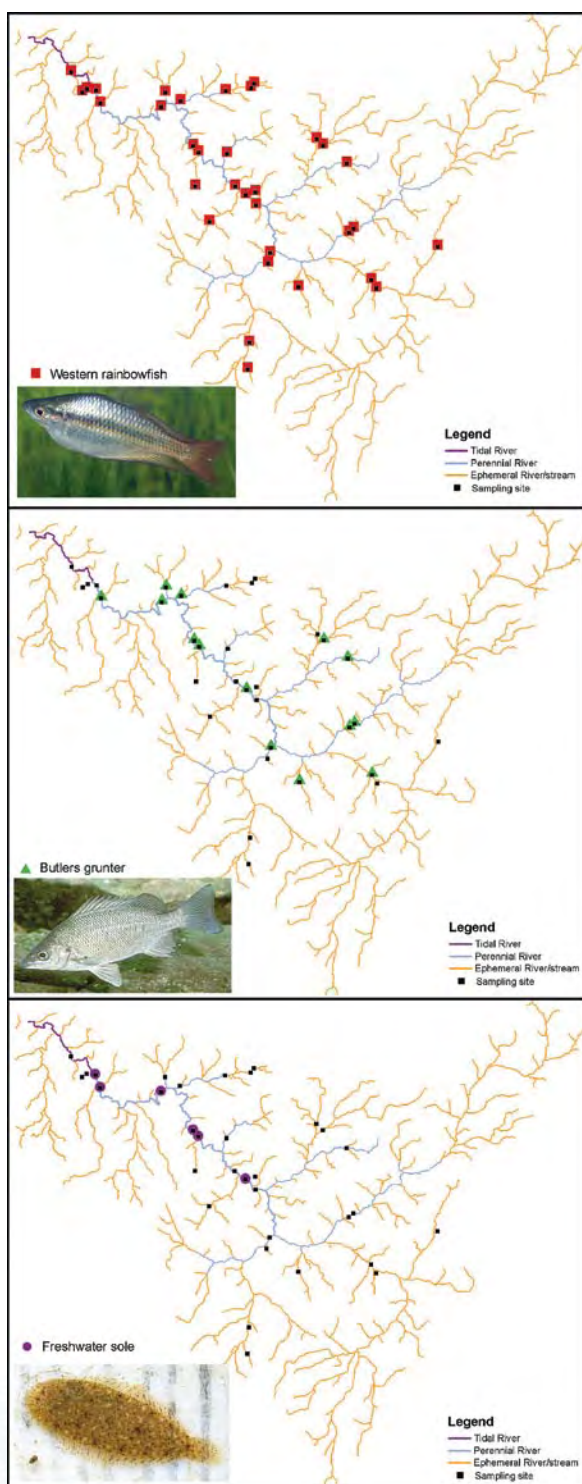 Western rainbowfish
Legend
Tidal River
Perennial River
Ephemeral River/stream
Sampling site
Butlers grunter
Legend
Tidal River
Perennial River
Ephemeral River/stream
Sampling site
Freshwater sole
Legend
Tidal River
Perennial River
Ephemeral River/stream
Sampling site